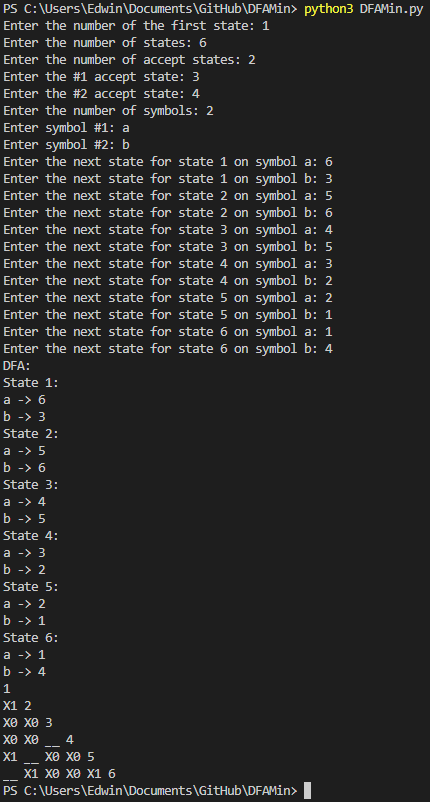 PS C:\Users\Edwin\Documents\GitHub\DFAMin> python3 DFAMin.py
Enter the number of the first state: 1
Enter the number of states: 6
Enter the number of accept states: 2
Enter the #1 accept state: 3
Enter the #2 accept state: 4
Enter the number of symbols: 2
Enter symbol #1: a
Enter symbol #2: b
Enter the next state for state 1 on symbol a: 6
Enter the next state for state 1 on symbol b: 3
Enter the next state for state 2 on symbol a: 5
Enter the next state for state 2 on symbol b: 6
Enter the next state for state 3 on symbol a: 4
Enter the next state for state 3 on symbol b: 5
Enter the next state for state 4 on symbol a: 3
Enter the next state for state 4 on symbol b: 2
Enter the next state for state 5 on symbol a: 2
Enter the next state for state 5 on symbol b: 1
Enter the next state for state 6 on symbol a: 1
Enter the next state for state 6 on symbol b: 4
DFA:
State 1:
a -> 6
b -> 3
State 2:
a -> 5
b -> 6
State 3:
a -> 4
b -> 5
State 4:
a -> 3
b -> 2
State 5:
a -> 2
b -> 1
State 6:
a -> 1
b -> 4
1
X1 2
X0 X0 3
X0 X0 __ 4
X1 __ X0 X0 5
__ X1 X0 X0 X1 6
PS C:\Users\Edwin\Documents\GitHub\DFAMin>